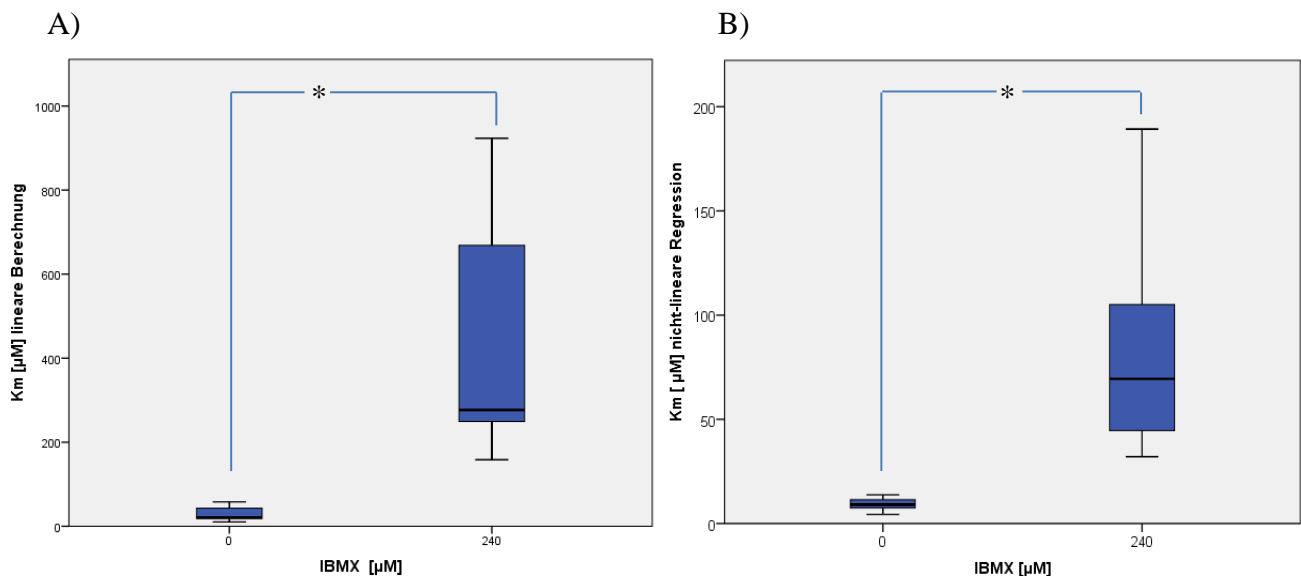 A)
*
1000
800
600
400
200
0
Km [µM] lineare Berechnung
0 240
IBMX [µM]
B)
*
200
150
100
50
0
Km [ µM] nicht-lineare Regression
0 240
IBMX [µM]